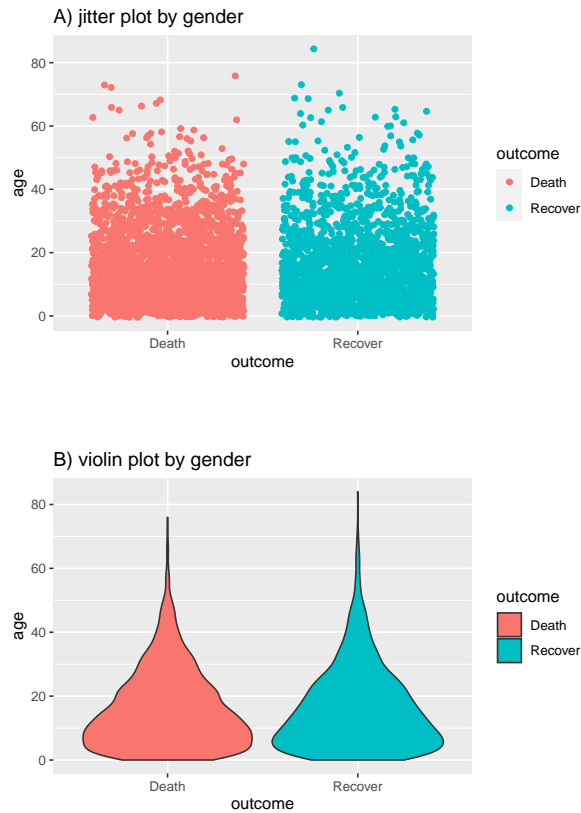 A) jitter plot by gender
80
60
40
20
0
age
Death
Recover
outcome
outcome
Death
Recover
B) violin plot by gender
80
60
40
20
0
age
Death
Recover
outcome
outcome
Death
Recover